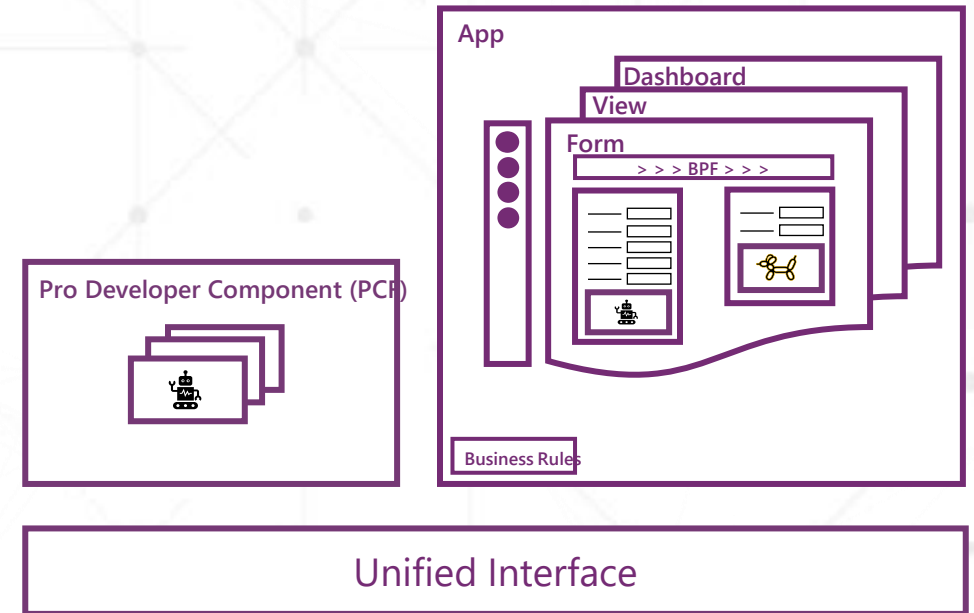 App
Dashboard
View
Form
> > > BPF > > >
Pro Developer Component (PCF)
Business Rules
Unified Interface